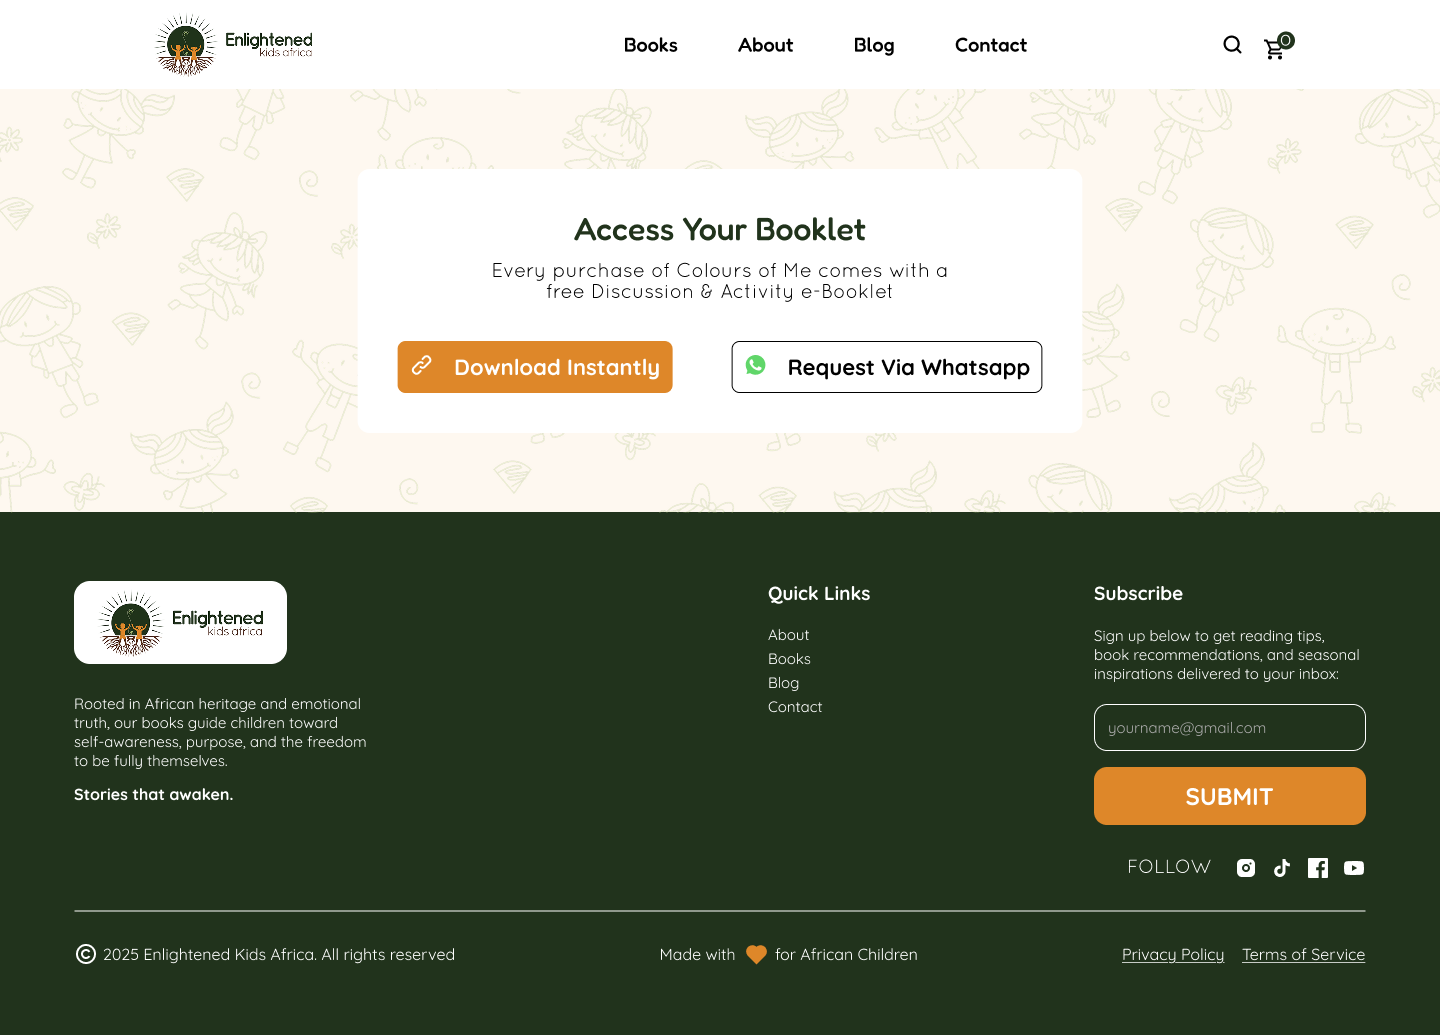 Enlightened
kids africa
Books
About
Blog
Contact
0
Access Your Booklet
Every purchase of Colours of Me comes with a
free Discussion & Activity e-Booklet
Download Instantly
Request Via Whatsapp
Enlightened
kids africa
Rooted in African heritage and emotional
truth, our books guide children toward
self-awareness, purpose, and the freedom
to be fully themselves.
Stories that awaken.
Quick Links
About
Books
Blog
Contact
Subscribe
Sign up below to get reading tips,
book recommendations, and seasonal
inspirations delivered to your inbox:
yourname@gmail.com
SUBMIT
FOLLOW
© 2025 Enlightened Kids Africa. All rights reserved
Made with 🧡 for African Children
Privacy Policy
Terms of Service